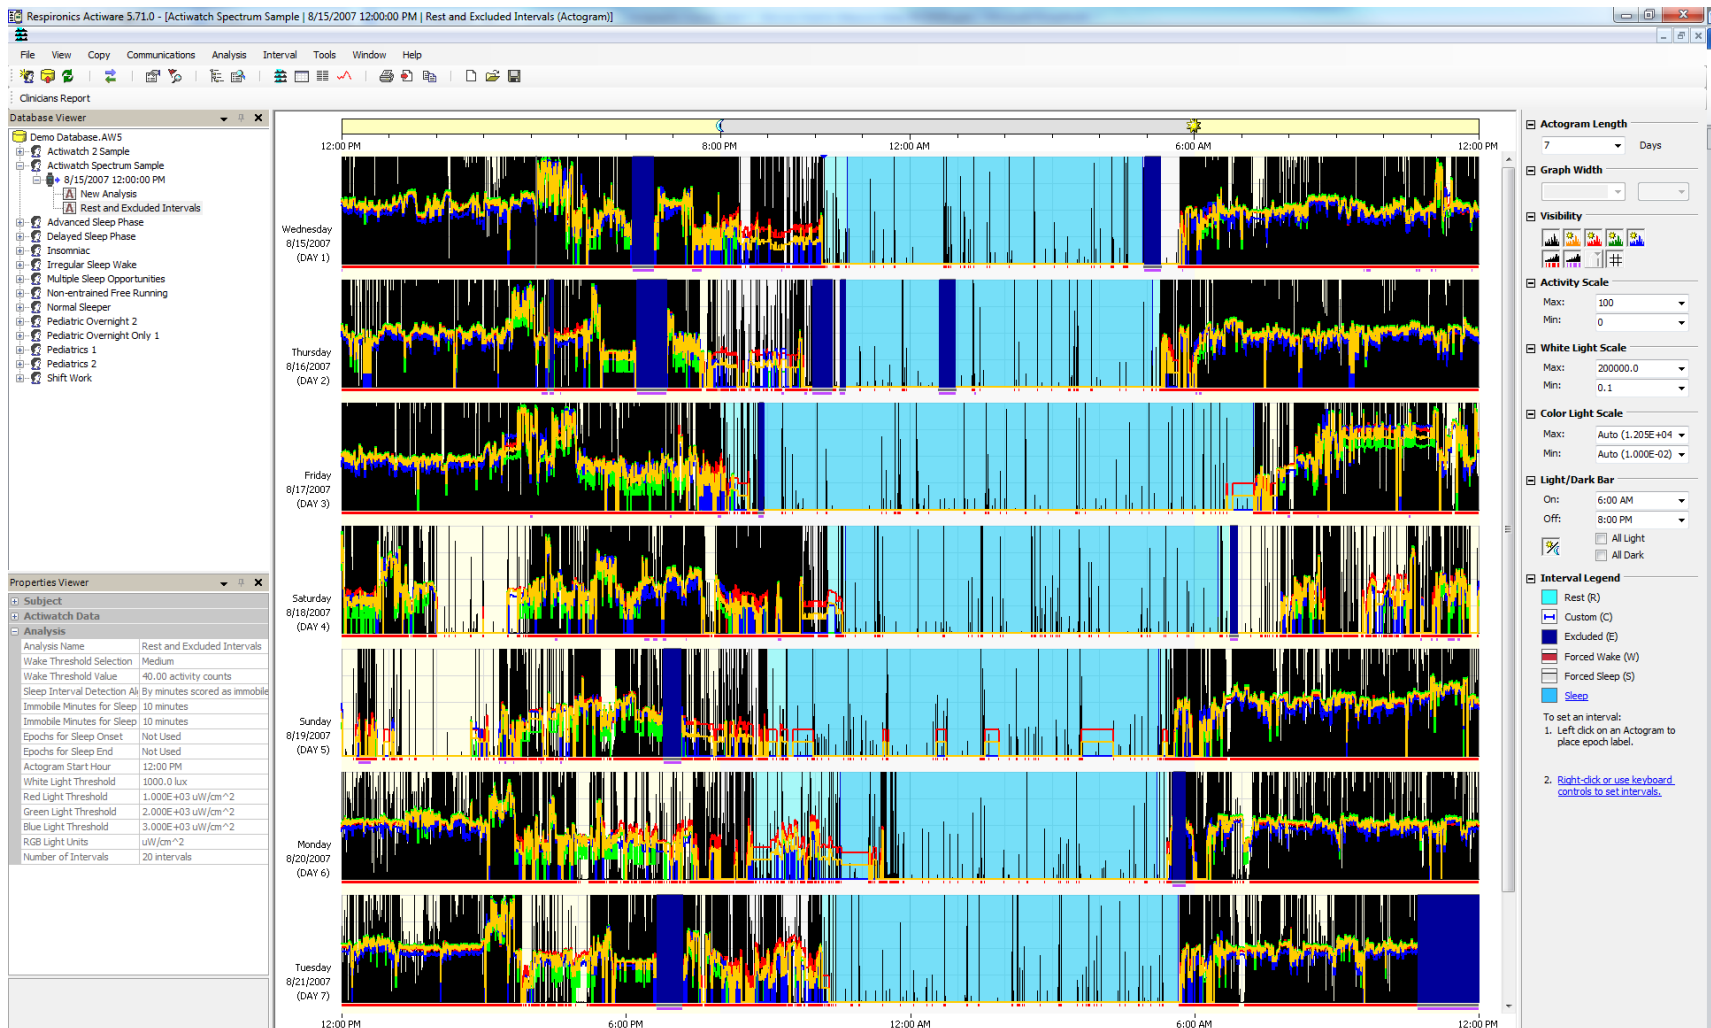 Respironics Actiware 5.71.0 - [Actiwatch Spectrum Sample | 8/15/2007 12:00:00 PM | Rest and Excluded Intervals (Actogram)]
File View Copy Communications Analysis Interval Tools Window Help
Clinicians Report
Database Viewer
Demo Database.AW5
Actiwatch 2 Sample
Actiwatch Spectrum Sample
8/15/2007 12:00:00 PM
New Analysis
Rest and Excluded Intervals
Advanced Sleep Phase
Delayed Sleep Phase
Insomniac
Irregular Sleep Wake
Multiple Sleep Opportunities
Non-entrained Free Running
Normal Sleeper
Pediatric Overnight 2
Pediatric Overnight Only 1
Pediatrics 1
Pediatrics 2
Shift Work
Properties Viewer
Subject
Actiwatch Data
Analysis
Analysis Name Rest and Excluded Intervals
Wake Threshold Selection Medium
Wake Threshold Value 40.00 activity counts
Sleep Interval Detection Al By minutes scored as immobile
Immobile Minutes for Sleep 10 minutes
Immobile Minutes for Sleep 10 minutes
Epochs for Sleep Onset Not Used
Epochs for Sleep End Not Used
Actogram Start Hour 12:00 PM
White Light Threshold 1000.0 lux
Red Light Threshold 1.000E+03 uW/cm^2
Green Light Threshold 2.000E+03 uW/cm^2
Blue Light Threshold 3.000E+03 uW/cm^2
RGB Light Units uW/cm^2
Number of Intervals 20 intervals
12:00 PM 8:00 PM 12:00 AM 6:00 AM 12:00 PM
Wednesday
8/15/2007
(DAY 1)
Thursday
8/16/2007
(DAY 2)
Friday
8/17/2007
(DAY 3)
Saturday
8/18/2007
(DAY 4)
Sunday
8/19/2007
(DAY 5)
Monday
8/20/2007
(DAY 6)
Tuesday
8/21/2007
(DAY 7)
12:00 PM 6:00 PM 12:00 AM 6:00 AM 12:00 PM
Actogram Length
7 Days
Graph Width
Visibility
Activity Scale
Max: 100
Min: 0
White Light Scale
Max: 200000.0
Min: 0.1
Color Light Scale
Max: Auto (1.205E+04
Min: Auto (1.000E-02)
Light/Dark Bar
On: 6:00 AM
Off: 8:00 PM
All Light
All Dark
Interval Legend
Rest (R)
Custom (C)
Excluded (E)
Forced Wake (W)
Forced Sleep (S)
Sleep
To set an interval:
1. Left click on an Actogram to
place epoch label.
2. Right-click or use keyboard
controls to set intervals.